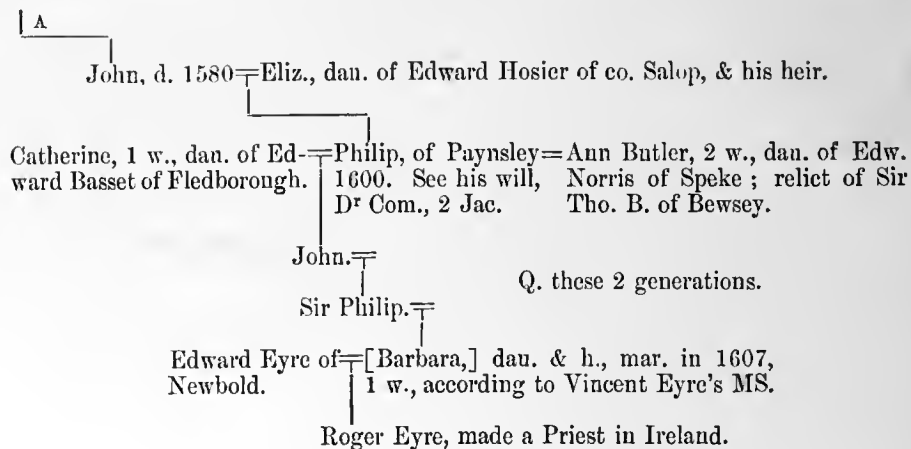 A
John, d. 1580=Eliz., dau. of Edward Hosier of co. Salop, & his heir.
Catherine, 1 w., dau. of Ed-=Philip, of Paynsley=Ann Butler, 2 w., dau. of Edw.
ward Basset of Fledborough. 1600. See his will, Norris of Speke; relict of Sir
Dr Com., 2 Jac. Tho. B. of Bewsey.
John.=
Q. these 2 generations.
Sir Philip.=
Edward Eyre of=[Barbara,] dau. & h., mar. in 1607,
Newbold. 1 w., according to Vincent Eyre's MS.
Roger Eyre, made a Priest in Ireland.